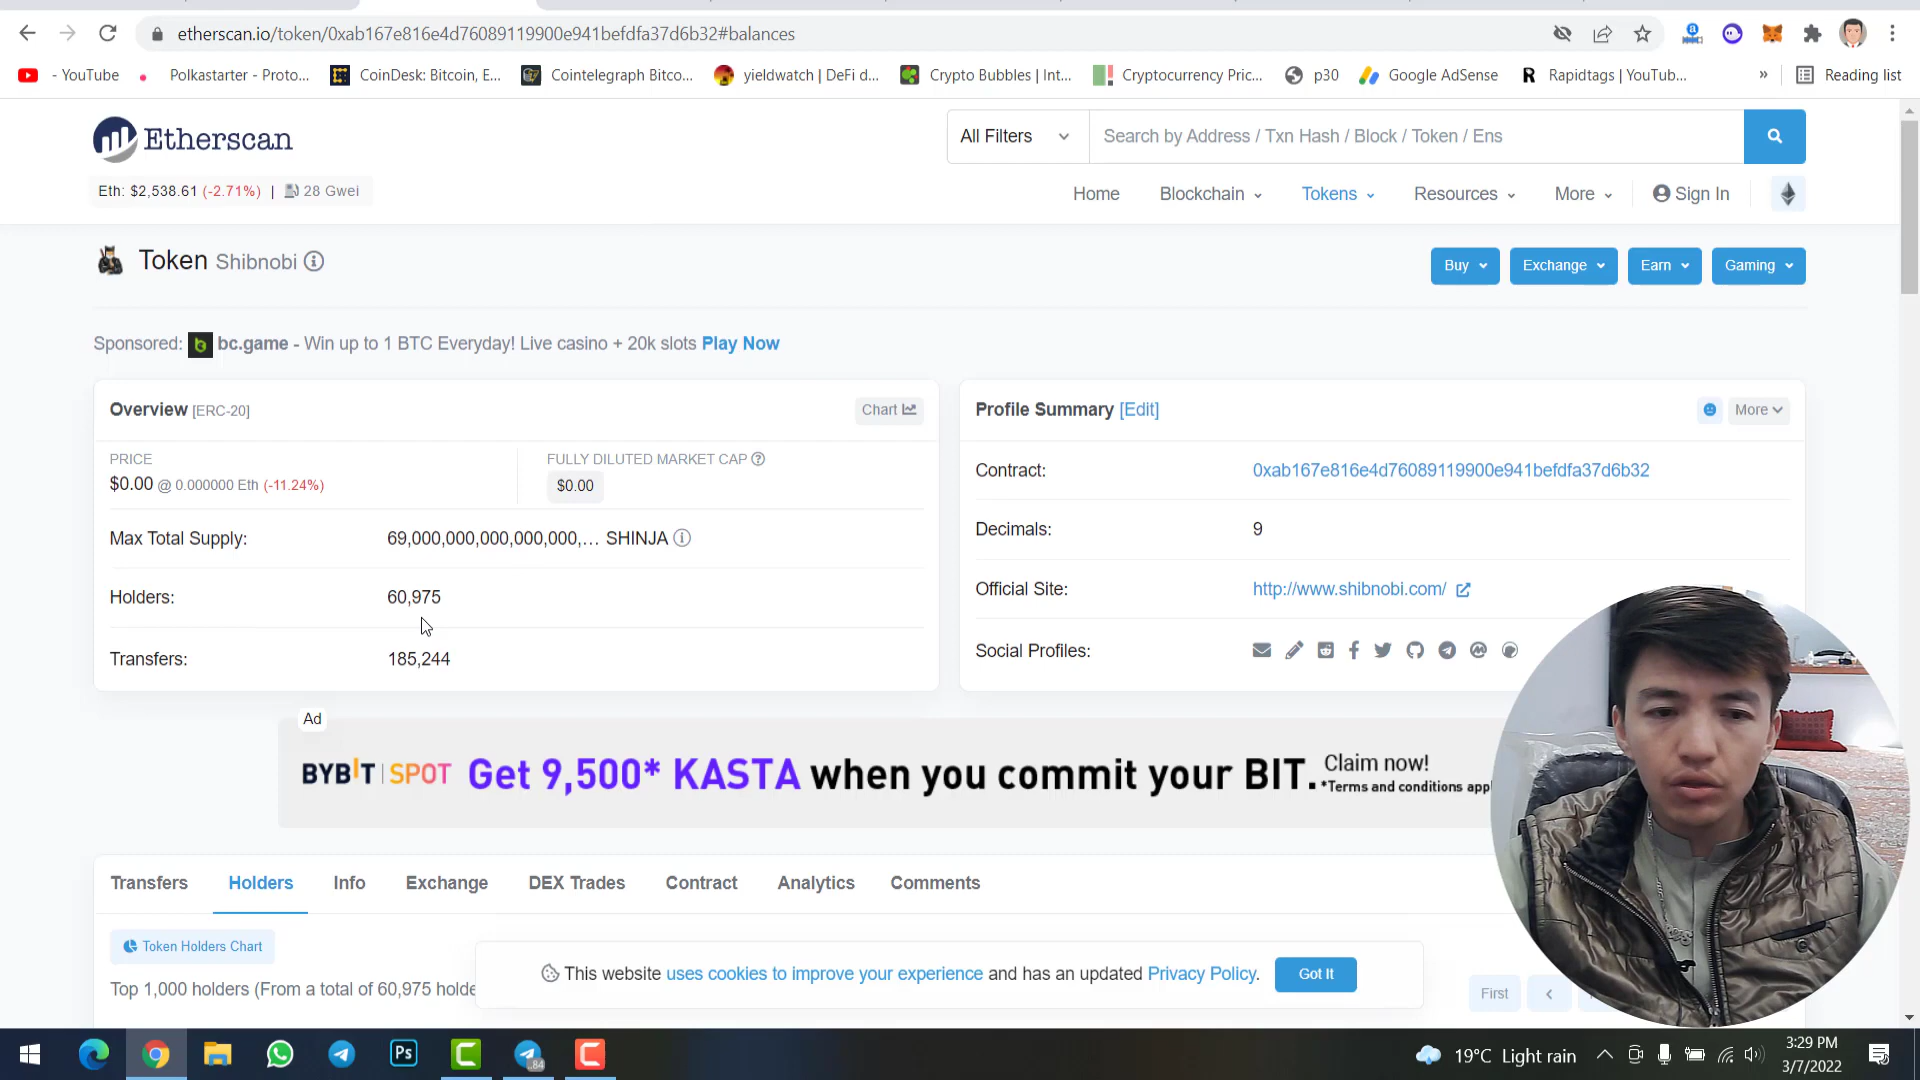 etherscan.io/token/0xab167e816e4d76089119900e941befdfa37d6b32#balances
- YouTube
Polkastarter - Proto...
CoinDesk: Bitcoin, E...
Cointelegraph Bitco...
yieldwatch | DeFi d...
Crypto Bubbles | Int...
Cryptocurrency Pric...
p30
Google AdSense
Rapidtags | YouTub...
»
Reading list
Etherscan
All Filters
Search by Address / Txn Hash / Block / Token / Ens
Eth: $2,538.61 (-2.71%) | 28 Gwei
Home
Blockchain
Tokens
Resources
More
Sign In
Token Shibnobi
Buy
Exchange
Earn
Gaming
Sponsored: bc.game - Win up to 1 BTC Everyday! Live casino + 20k slots Play Now
Overview [ERC-20]
Chart
PRICE
$0.00 @ 0.000000 Eth (-11.24%)
FULLY DILUTED MARKET CAP
$0.00
Max Total Supply:
69,000,000,000,000,000,... SHINJA
Holders:
60,975
Transfers:
185,244
Profile Summary [Edit]
More
Contract:
0xab167e816e4d76089119900e941befdfa37d6b32
Decimals:
9
Official Site:
http://www.shibnobi.com/
Social Profiles:
Ad
BYBIT | SPOT Get 9,500* KASTA when you commit your BIT.
Claim now!
*Terms and conditions appl
Transfers
Holders
Info
Exchange
DEX Trades
Contract
Analytics
Comments
Token Holders Chart
Top 1,000 holders (From a total of 60,975 holde
This website uses cookies to improve your experience and has an updated Privacy Policy.
Got It
First
Ps
84
19°C Light rain
3:29 PM
3/7/2022